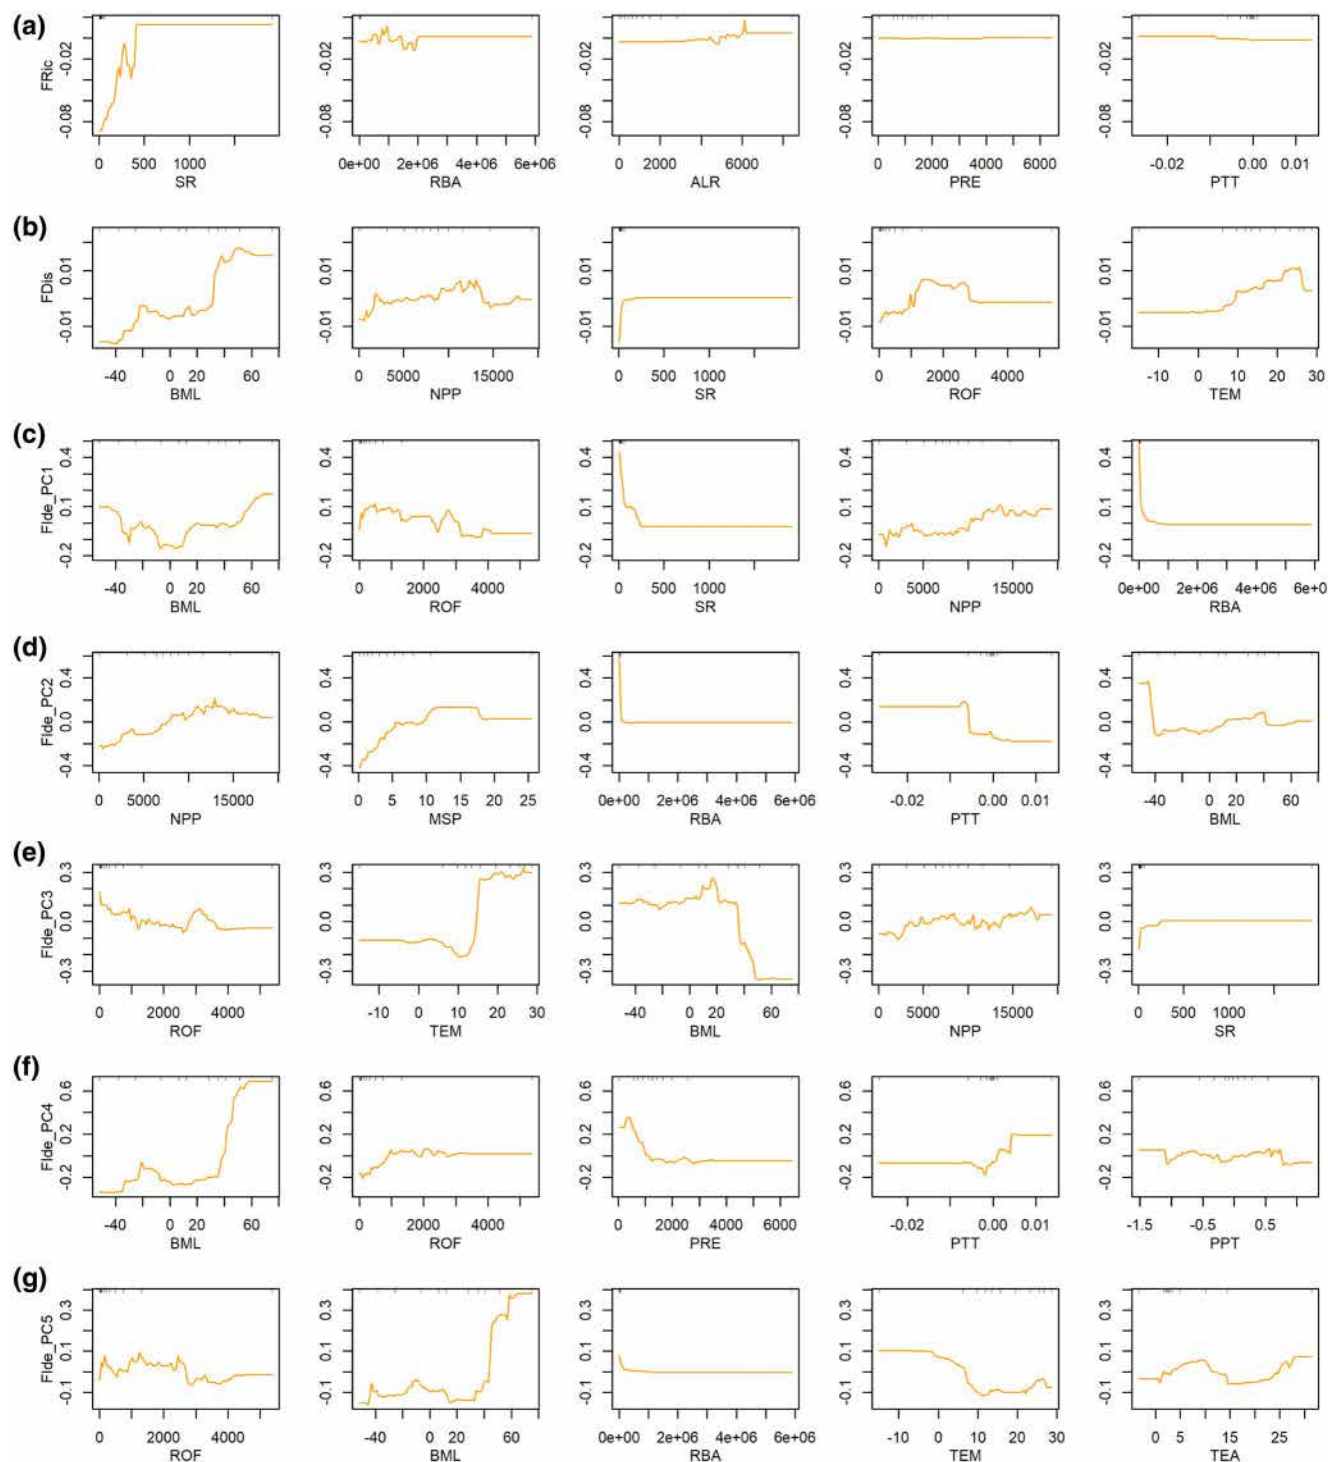 (a)
FRic
-0.08 -0.02
0 500 1000
SR
-0.08 -0.02
0e+00 2e+06 4e+06 6e+06
RBA
-0.08 -0.02
0 2000 6000
ALR
-0.08 -0.02
0 2000 4000 6000
PRE
-0.08 -0.02
-0.02 0.00 0.01
PTT
(b)
FDis
-0.01 0.01
-40 0 20 60
BML
-0.01 0.01
0 5000 15000
NPP
-0.01 0.01
0 500 1000
SR
-0.01 0.01
0 2000 4000
ROF
-0.01 0.01
-10 0 10 20 30
TEM
(c)
FIde_PC1
-0.2 0.1 0.4
-40 0 20 60
BML
-0.2 0.1 0.4
0 2000 4000
ROF
-0.2 0.1 0.4
0 500 1000
SR
-0.2 0.1 0.4
0 5000 15000
NPP
-0.2 0.1 0.4
0e+00 2e+06 4e+06 6e+0
RBA
(d)
FIde_PC2
-0.4 0.0 0.4
0 5000 15000
NPP
-0.4 0.0 0.4
0 5 10 15 20 25
MSP
-0.4 0.0 0.4
0e+00 2e+06 4e+06 6e+06
RBA
-0.4 0.0 0.4
-0.02 0.00 0.01
PTT
-0.4 0.0 0.4
-40 0 20 60
BML
(e)
FIde_PC3
-0.3 0.0 0.3
0 2000 4000
ROF
-0.3 0.0 0.3
-10 0 10 20 30
TEM
-0.3 0.0 0.3
-40 0 20 60
BML
-0.3 0.0 0.3
0 5000 15000
NPP
-0.3 0.0 0.3
0 500 1000
SR
(f)
FIde_PC4
-0.2 0.2 0.6
-40 0 20 60
BML
-0.2 0.2 0.6
0 2000 4000
ROF
-0.2 0.2 0.6
0 2000 4000 6000
PRE
-0.2 0.2 0.6
-0.02 0.00 0.01
PTT
-0.2 0.2 0.6
-1.5 -0.5 0.5
PPT
(g)
FIde_PC5
-0.1 0.1 0.3
0 2000 4000
ROF
-0.1 0.1 0.3
-40 0 20 60
BML
-0.1 0.1 0.3
0e+00 2e+06 4e+06 6e+06
RBA
-0.1 0.1 0.3
-10 0 10 20 30
TEM
-0.1 0.1 0.3
0 5 15 25
TEA